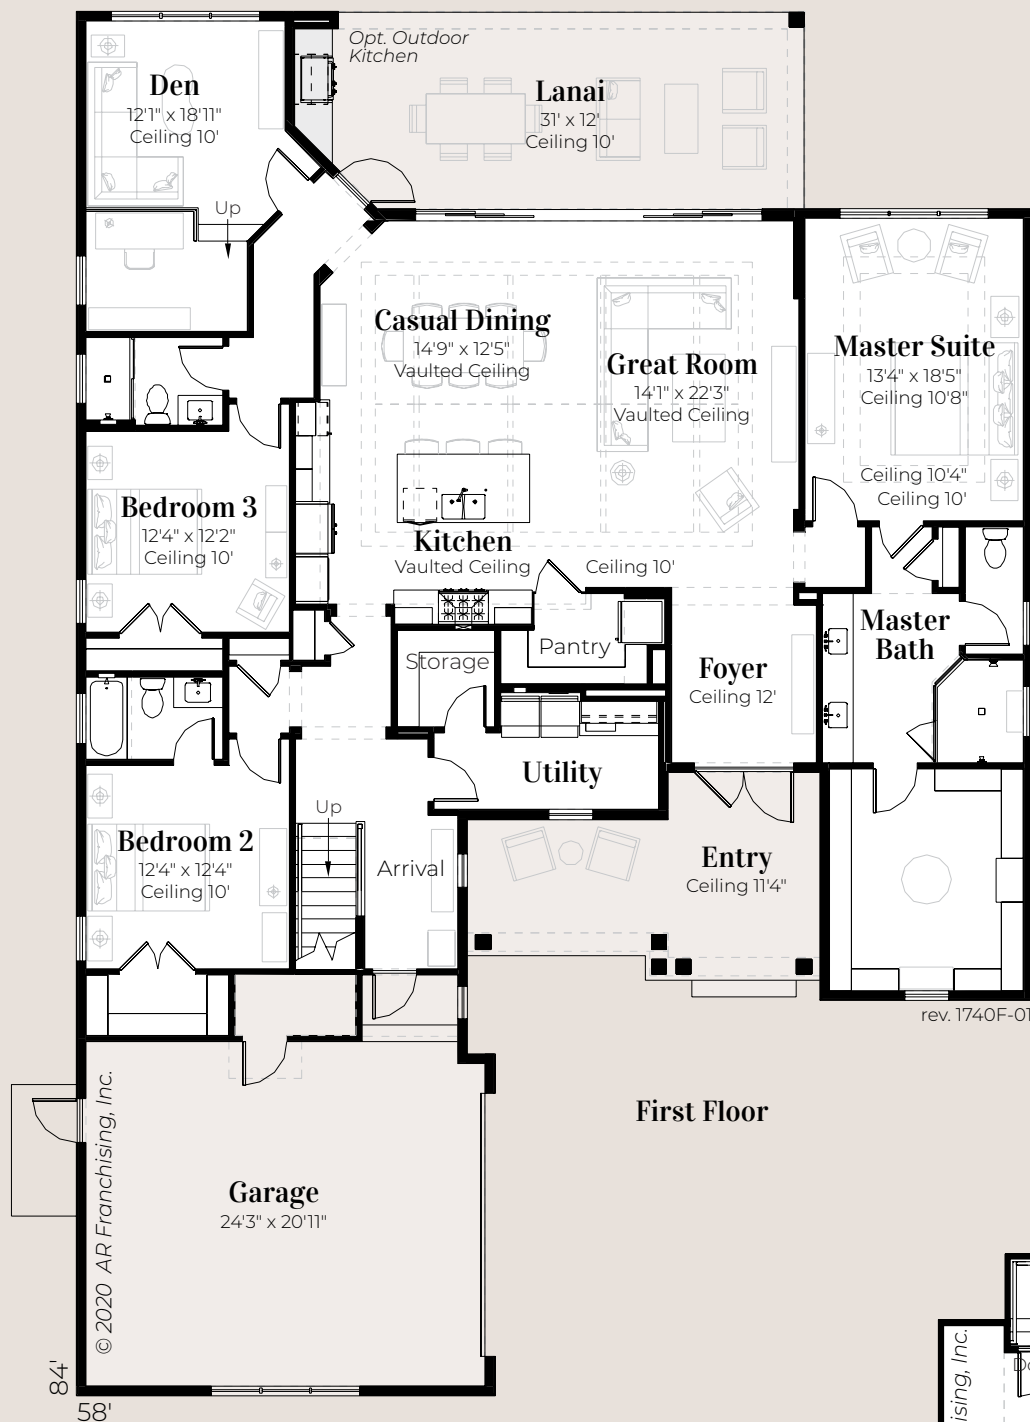 Opt. Outdoor
Kitchen
Den
12'1" x 18'11"
Ceiling 10'
Lanai
31' x 12'
Ceiling 10'
Up
Casual Dining
14'9" x 12'5"
Vaulted Ceiling
Great Room
14'1" x 22'3"
Vaulted Ceiling
Master Suite
13'4" x 18'5"
Ceiling 10'8"
Ceiling 10'4"
Ceiling 10'
Bedroom 3
12'4" x 12'2"
Ceiling 10'
Kitchen
Vaulted Ceiling
Ceiling 10'
Master
Bath
Storage
Pantry
Foyer
Ceiling 12'
Utility
Up
Bedroom 2
12'4" x 12'4"
Ceiling 10'
Arrival
Entry
Ceiling 11'4"
rev. 1740F-01
First Floor
© 2020 AR Franchising, Inc.
Garage
24'3" x 20'11"
84'
58'
ising, Inc.